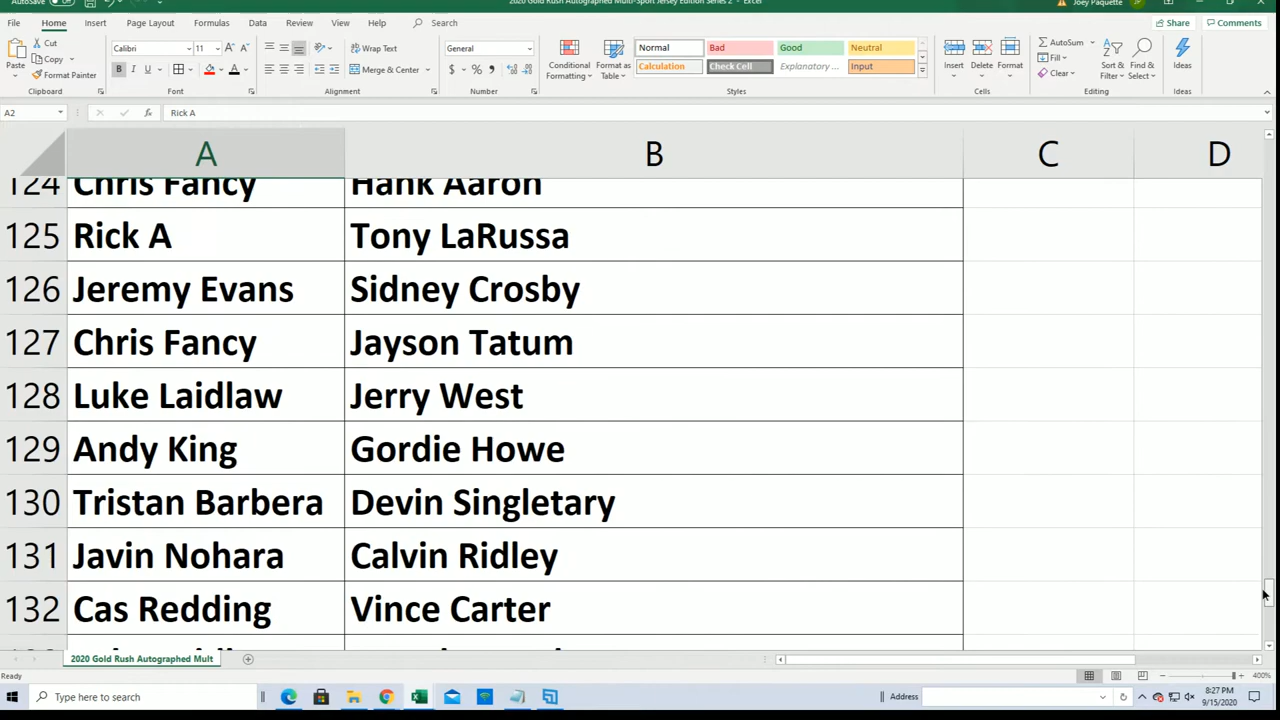 AutoSave Off 2020 Gold Rush Autographed Multi-Sport Jersey Edition Series 2 - Excel Joey Paquette JP
File Home Insert Page Layout Formulas Data Review View Help Search Share Comments
Paste Cut Copy Format Painter Clipboard
Calibri 11 A A B I U A Font
Wrap Text Merge & Center Alignment
General $ % , Number
Conditional Formatting Format as Table Normal Bad Good Neutral Calculation Check Cell Explanatory ... Input Styles
Insert Delete Format Cells
AutoSum Fill Clear Sort & Filter Find & Select Editing
Ideas Ideas
A2 fx Rick A
A B C D
124 Chris Fancy Hank Aaron
125 Rick A Tony LaRussa
126 Jeremy Evans Sidney Crosby
127 Chris Fancy Jayson Tatum
128 Luke Laidlaw Jerry West
129 Andy King Gordie Howe
130 Tristan Barbera Devin Singletary
131 Javin Nohara Calvin Ridley
132 Cas Redding Vince Carter
2020 Gold Rush Autographed Mult
Ready 400%
Type here to search Address 8:27 PM
9/15/2020